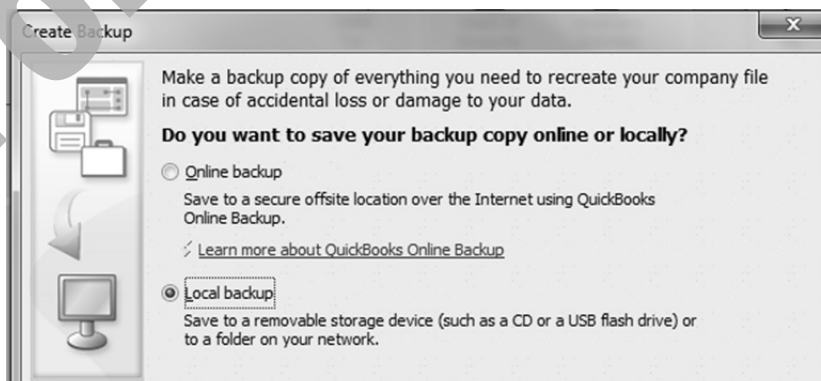 Create Backup
Make a backup copy of everything you need to recreate your company file
in case of accidental loss or damage to your data.
Do you want to save your backup copy online or locally?
Online backup
Save to a secure offsite location over the Internet using QuickBooks
Online Backup.
Learn more about QuickBooks Online Backup
Local backup
Save to a removable storage device (such as a CD or a USB flash drive) or
to a folder on your network.